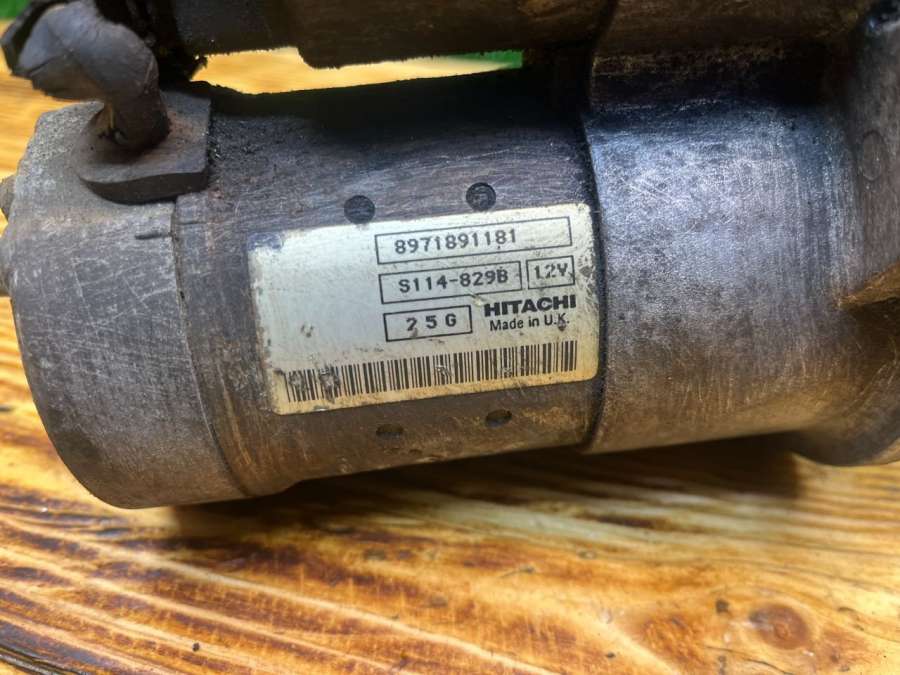 8971891181
S114-829B 12V
25G HITACHI
Made in U.K.